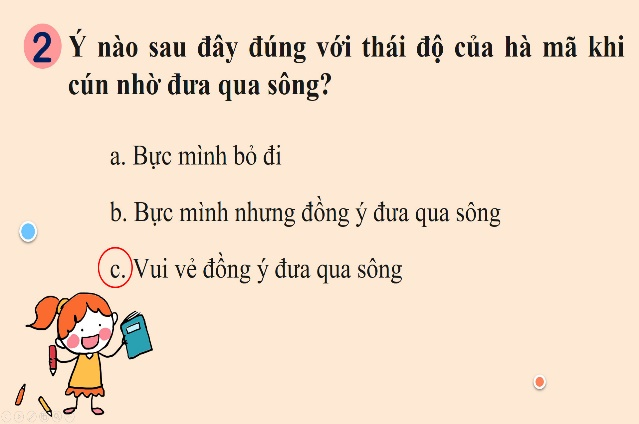 2 Ý nào sau đây đúng với thái độ của hà mã khi
cún nhờ đưa qua sông?
a. Bực mình bỏ đi
b. Bực mình nhưng đồng ý đưa qua sông
c. Vui vẻ đồng ý đưa qua sông